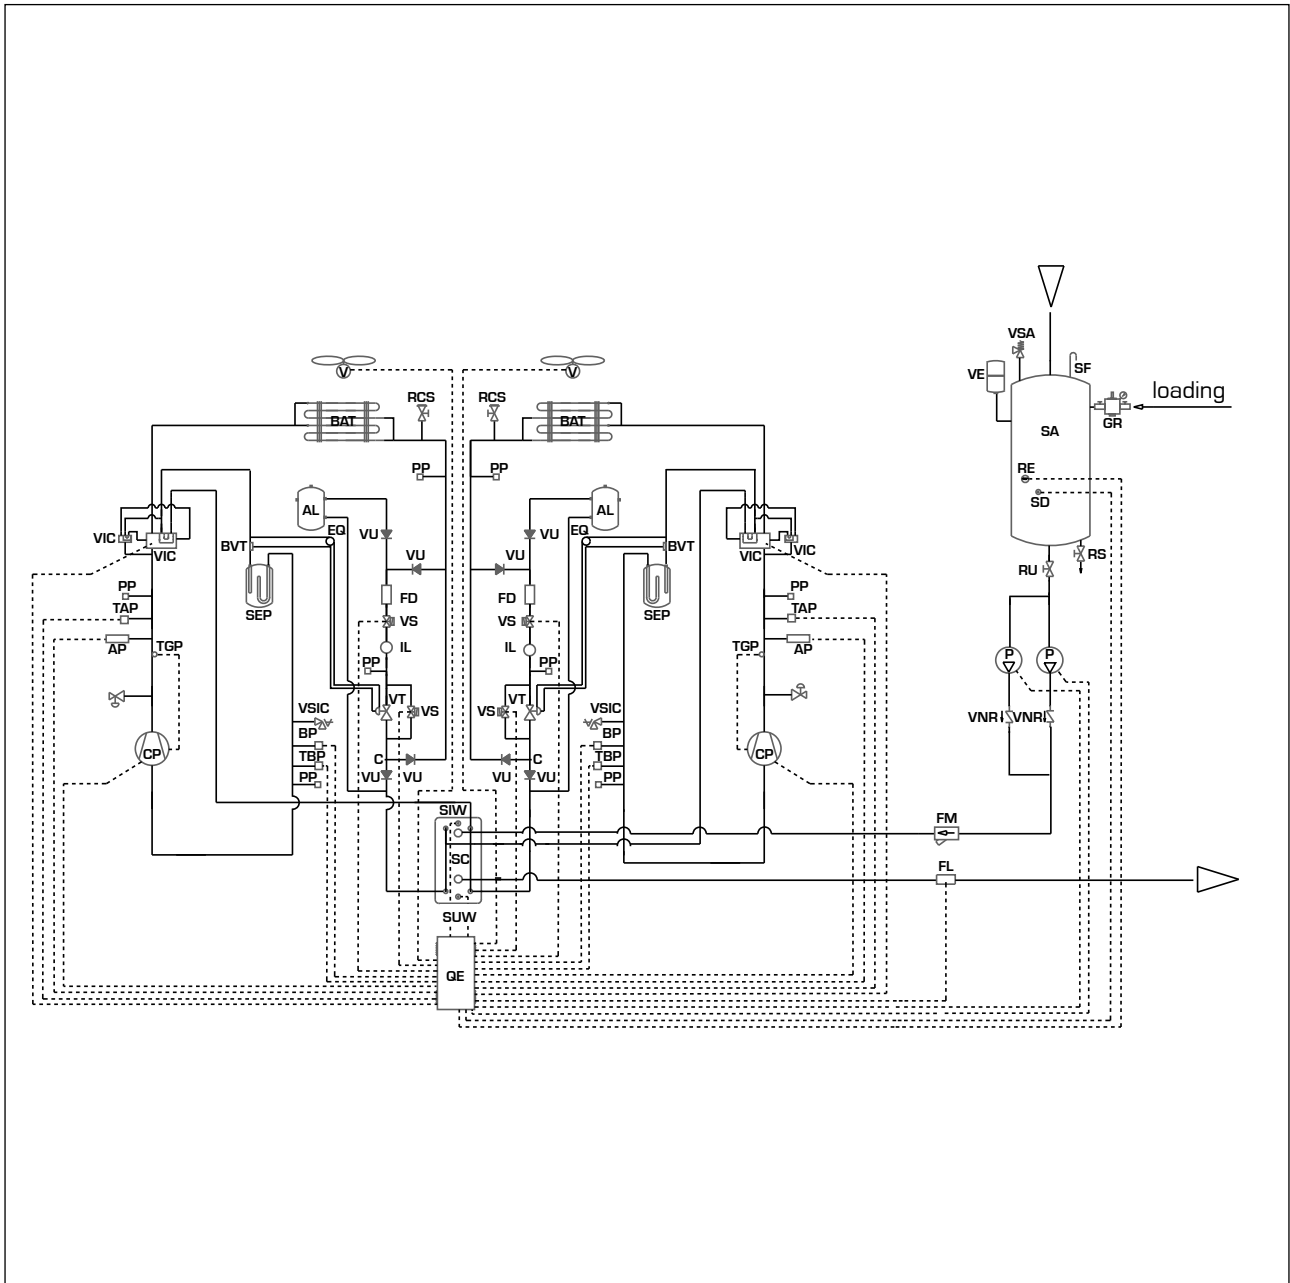 VSA
V V
SF
VE
loading
RCS RCS
GR
BAT BAT
SA
PP PP
RE
SD
AL AL
EQ VU VU EQ
VIC BVT BVT VIC
VIC VU VU VIC
RS
RU
PP FD FD PP
TAP SEP VS VS SEP TAP
AP TGP IL IL TGP AP
PP PP
P P
VT VT
VSIC VS VS VSIC
VNR VNR
BP BP
CP TBP C C TBP CP
PP VU VU VU VU PP
SIW
FM
SC
FL
SUW
QE